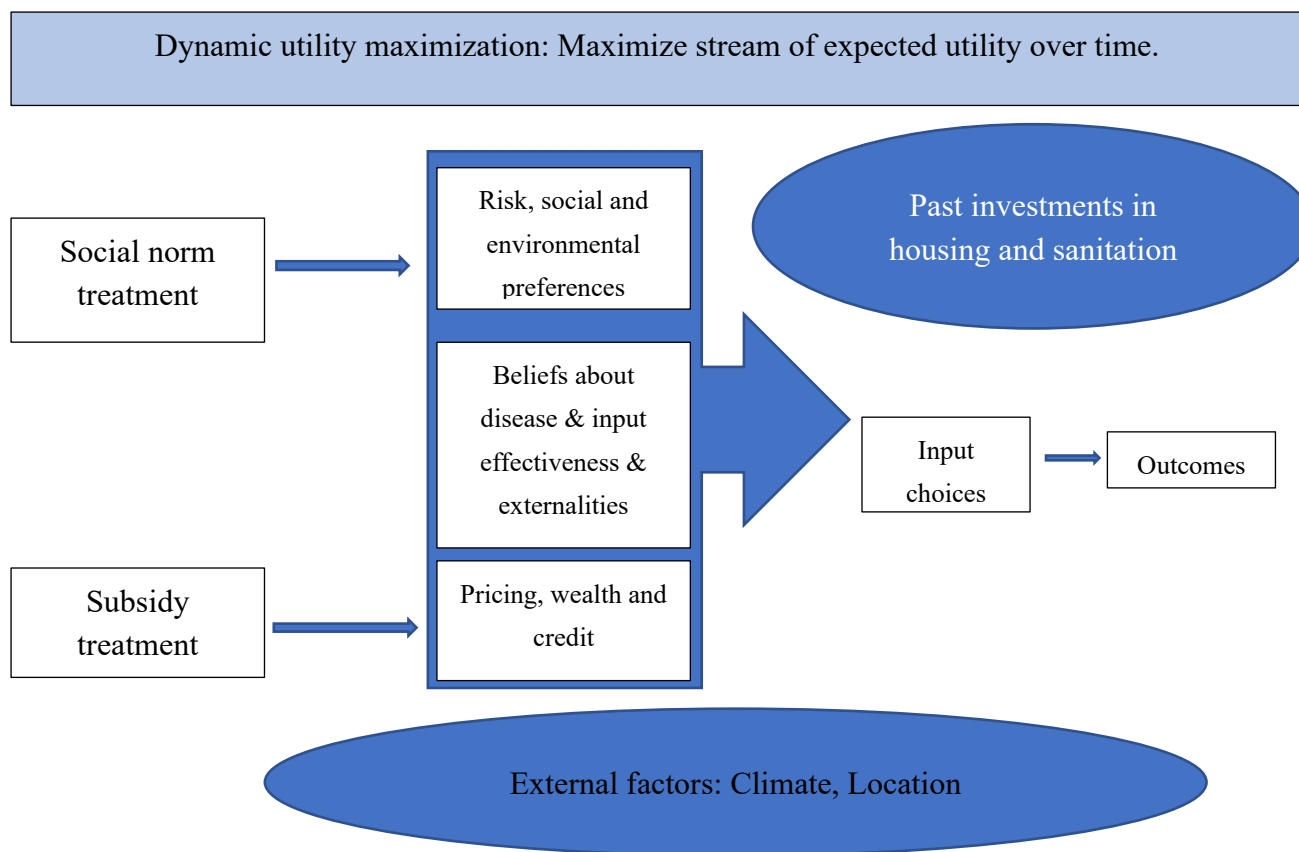 Dynamic utility maximization: Maximize stream of expected utility over time.
Social norm
treatment
Risk, social and
environmental
preferences
Past investments in
housing and sanitation
Beliefs about
disease & input
effectiveness &
externalities
Input
choices
Outcomes
Subsidy
treatment
Pricing, wealth and
credit
External factors: Climate, Location